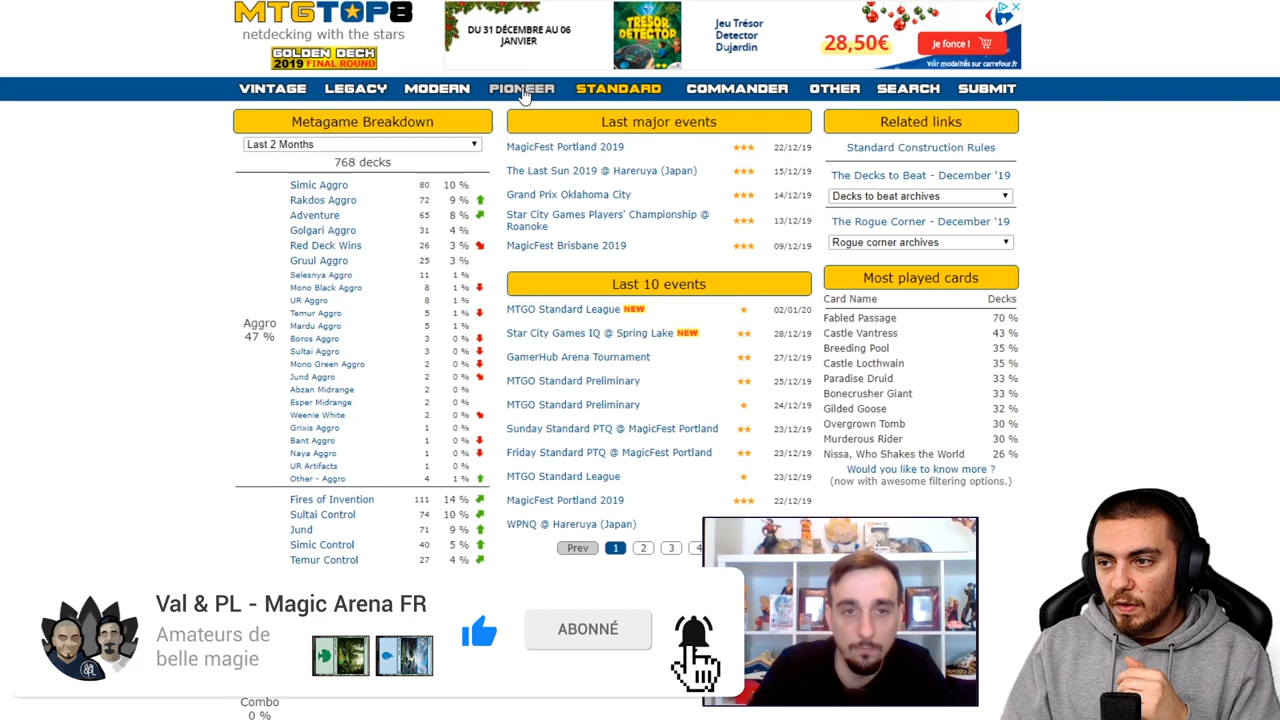 MTGTOP8
netdecking with the stars
GOLDEN DECK
2019 FINAL ROUND
DU 31 DÉCEMBRE AU 06
JANVIER
TRESOR
DETECTOR
Jeu Trésor
Detector
Dujardin
28,50€
Je fonce !
Voir modalités sur carrefour.fr
VINTAGE LEGACY MODERN PIONEER STANDARD COMMANDER OTHER SEARCH SUBMIT
Metagame Breakdown
Last 2 Months
768 decks
Aggro
47 %
Simic Aggro 80 10 %
Rakdos Aggro 72 9 %
Adventure 65 8 %
Golgari Aggro 31 4 %
Red Deck Wins 26 3 %
Gruul Aggro 25 3 %
Selesnya Aggro 11 1 %
Mono Black Aggro 8 1 %
UR Aggro 8 1 %
Temur Aggro 5 1 %
Mardu Aggro 5 1 %
Boros Aggro 3 0 %
Sultai Aggro 3 0 %
Mono Green Aggro 2 0 %
Jund Aggro 2 0 %
Abzan Midrange 2 0 %
Esper Midrange 2 0 %
Weenie White 2 0 %
Grixis Aggro 1 0 %
Bant Aggro 1 0 %
Naya Aggro 1 0 %
UR Artifacts 1 0 %
Other - Aggro 4 1 %
Fires of Invention 111 14 %
Sultai Control 74 10 %
Jund 71 9 %
Simic Control 40 5 %
Temur Control 27 4 %
Combo
0 %
Last major events
MagicFest Portland 2019 22/12/19
The Last Sun 2019 @ Hareruya (Japan) 15/12/19
Grand Prix Oklahoma City 14/12/19
Star City Games Players' Championship @
Roanoke 13/12/19
MagicFest Brisbane 2019 09/12/19
Last 10 events
MTGO Standard League NEW 02/01/20
Star City Games IQ @ Spring Lake NEW 28/12/19
GamerHub Arena Tournament 27/12/19
MTGO Standard Preliminary 25/12/19
MTGO Standard Preliminary 24/12/19
Sunday Standard PTQ @ MagicFest Portland 23/12/19
Friday Standard PTQ @ MagicFest Portland 23/12/19
MTGO Standard League 23/12/19
MagicFest Portland 2019 22/12/19
WPNQ @ Hareruya (Japan)
Prev 1 2 3 4
Related links
Standard Construction Rules
The Decks to Beat - December '19
Decks to beat archives
The Rogue Corner - December '19
Rogue corner archives
Most played cards
Card Name Decks
Fabled Passage 70 %
Castle Vantress 43 %
Breeding Pool 35 %
Castle Locthwain 35 %
Paradise Druid 33 %
Bonecrusher Giant 33 %
Gilded Goose 32 %
Overgrown Tomb 30 %
Murderous Rider 30 %
Nissa, Who Shakes the World 26 %
Would you like to know more ?
(now with awesome filtering options.)
Val & PL - Magic Arena FR
Amateurs de
belle magie
ABONNÉ